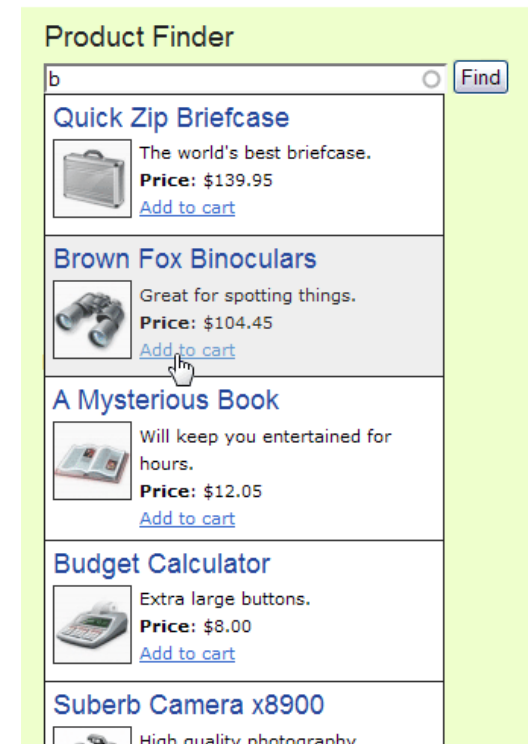 Product Finder
b
Find
Quick Zip Briefcase
The world's best briefcase.
Price: $139.95
Add to cart
Brown Fox Binoculars
Great for spotting things.
Price: $104.45
Add to cart
A Mysterious Book
Will keep you entertained for
hours.
Price: $12.05
Add to cart
Budget Calculator
Extra large buttons.
Price: $8.00
Add to cart
Suberb Camera x8900
High quality photography